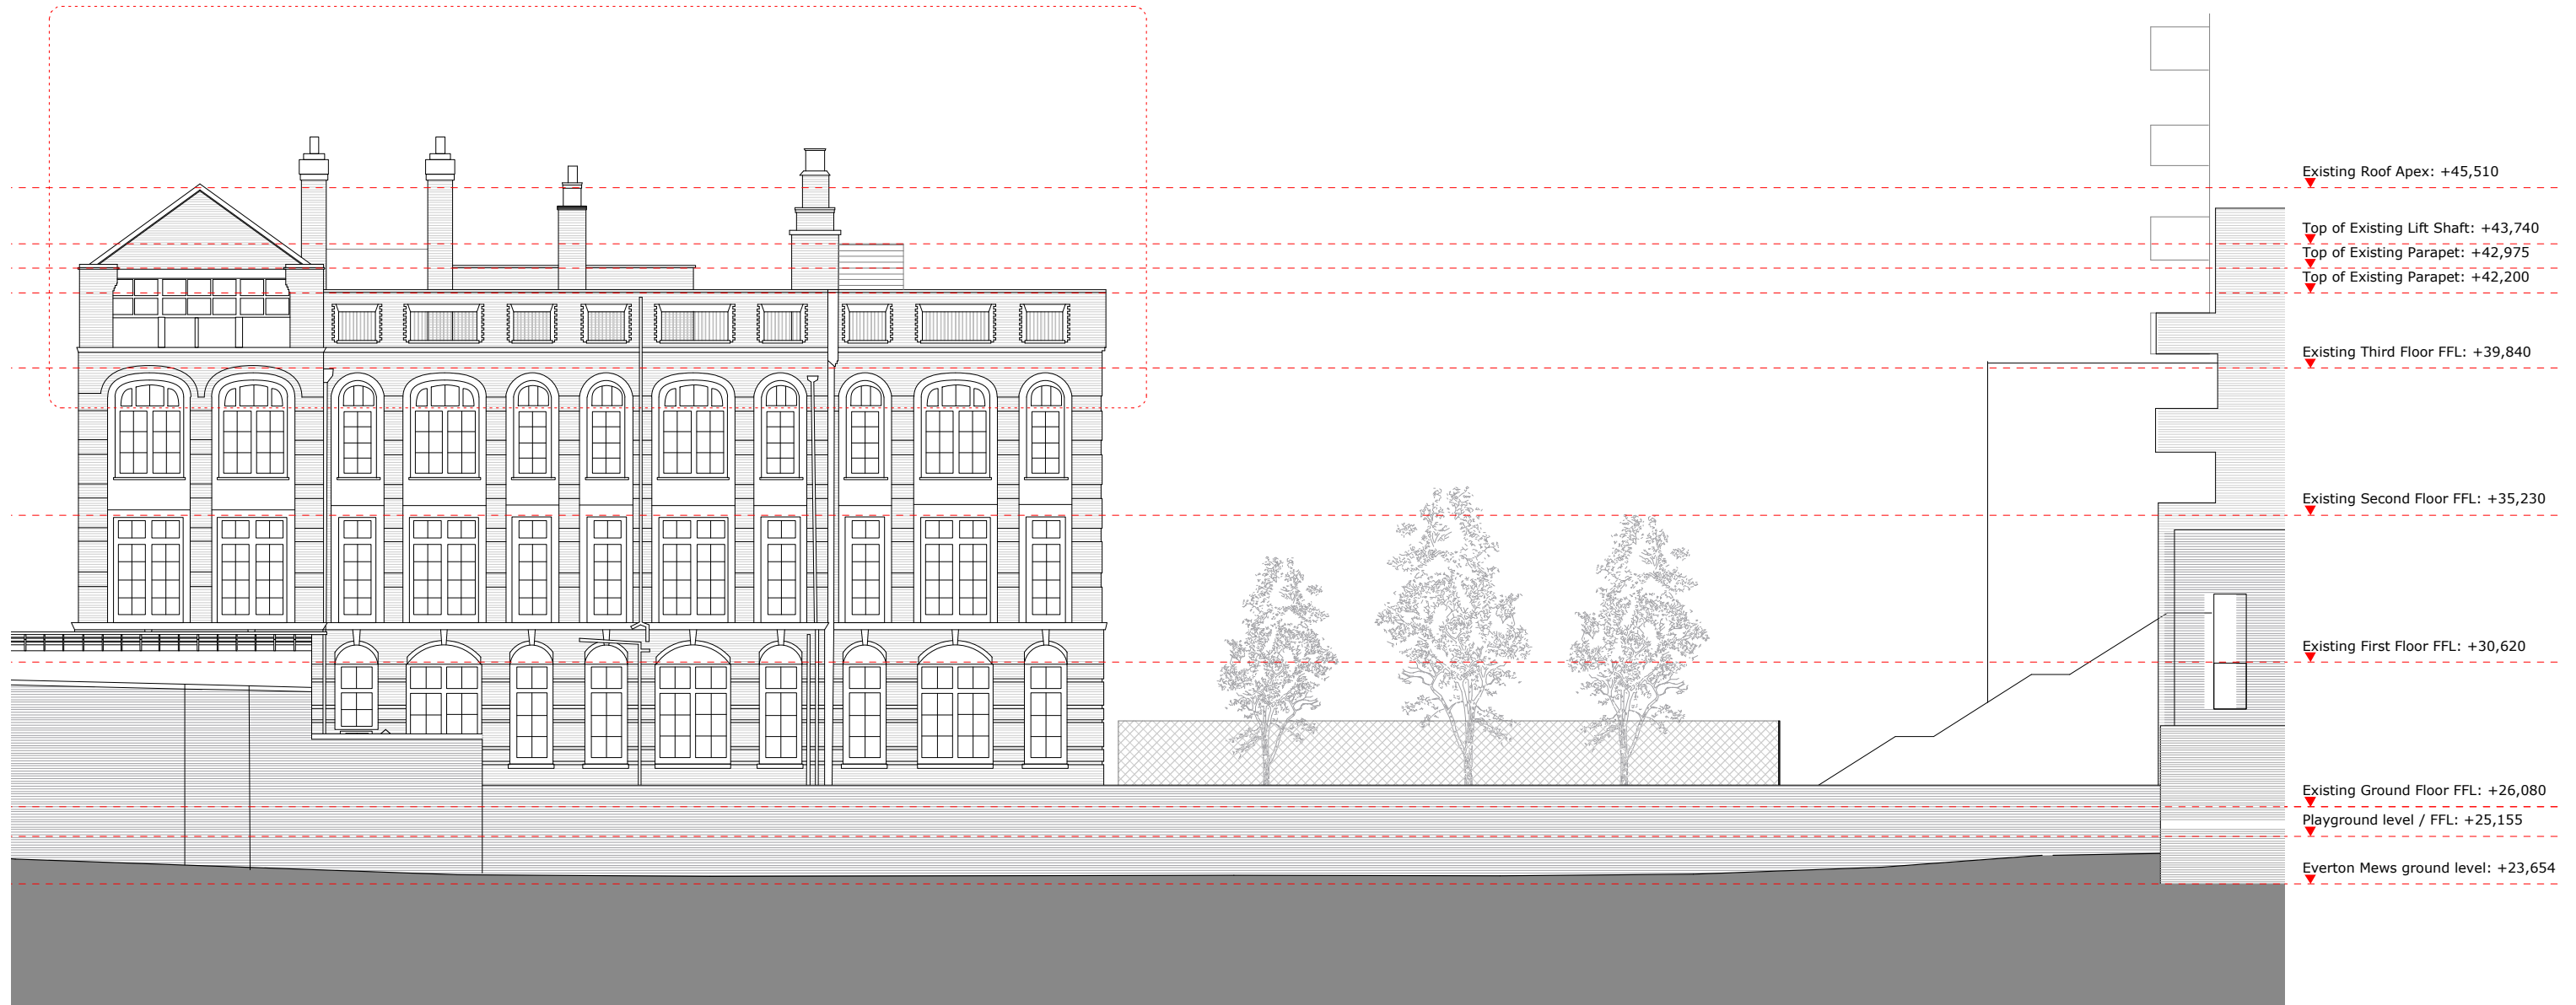 Existing Roof Apex: +45,510
Top of Existing Lift Shaft: +43,740
Top of Existing Parapet: +42,975
Top of Existing Parapet: +42,200
Existing Third Floor FFL: +39,840
Existing Second Floor FFL: +35,230
Existing First Floor FFL: +30,620
Existing Ground Floor FFL: +26,080
Playground level / FFL: +25,155
Everton Mews ground level: +23,654